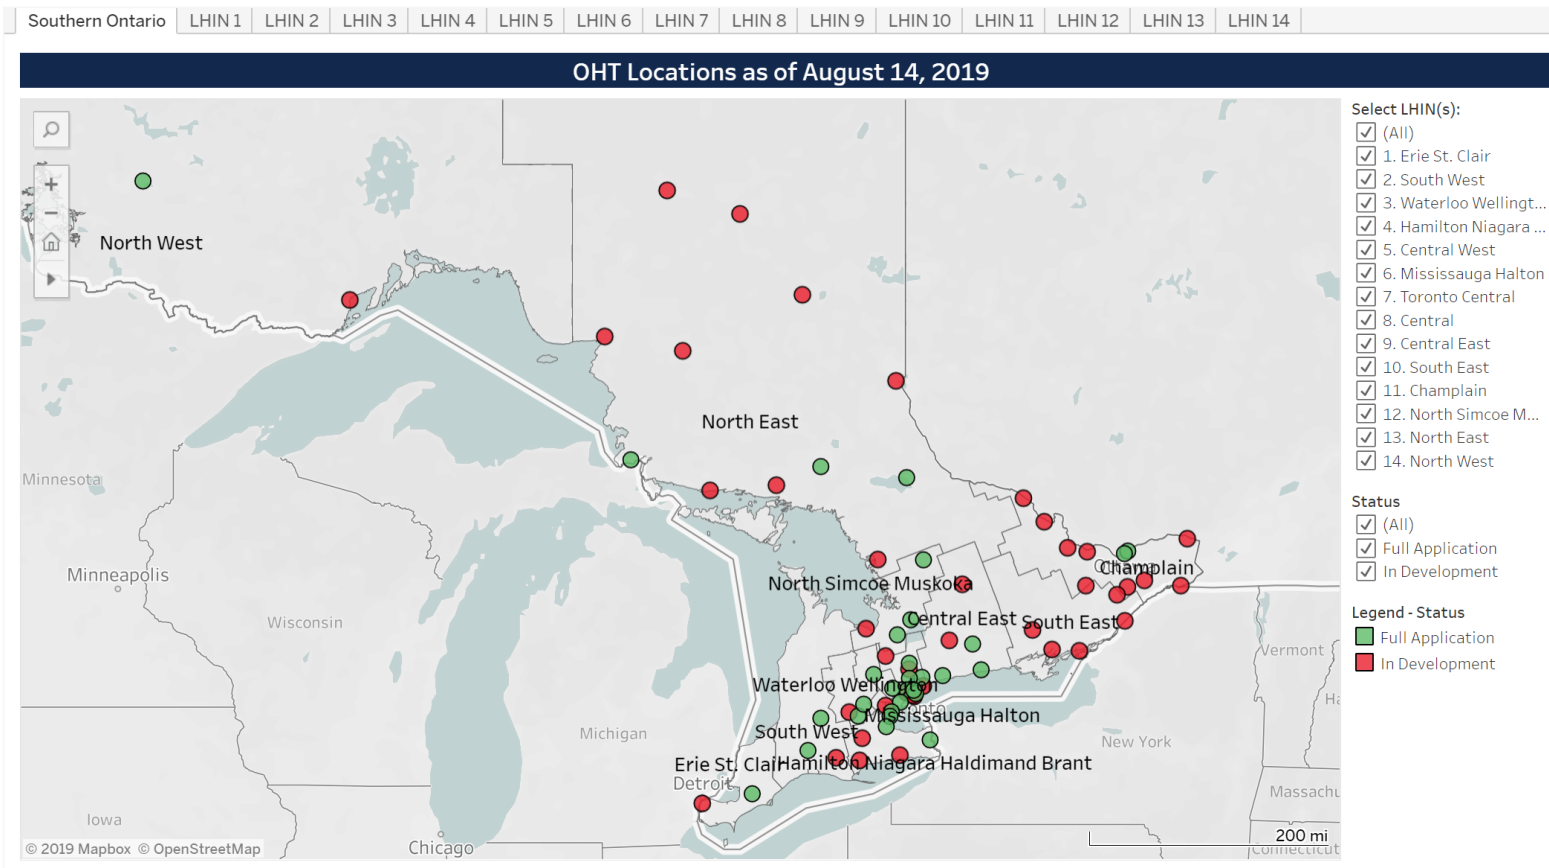 Southern Ontario LHIN 1 LHIN 2 LHIN 3 LHIN 4 LHIN 5 LHIN 6 LHIN 7 LHIN 8 LHIN 9 LHIN 10 LHIN 11 LHIN 12 LHIN 13 LHIN 14
OHT Locations as of August 14, 2019
North West
North East
Minnesota
Minneapolis
Champlain
North Simcoe Muskoka
Central East
South East
Wisconsin
Vermont
Waterloo Wellington
Mississauga Halton
South West
Michigan
New York
Erie St. Clair
Hamilton Niagara Haldimand Brant
Detroit
Massachu
Iowa
Chicago
200 mi
Connecticut
© 2019 Mapbox © OpenStreetMap
Select LHIN(s):
(All)
1. Erie St. Clair
2. South West
3. Waterloo Wellingt...
4. Hamilton Niagara ...
5. Central West
6. Mississauga Halton
7. Toronto Central
8. Central
9. Central East
10. South East
11. Champlain
12. North Simcoe M...
13. North East
14. North West
Status
(All)
Full Application
In Development
Legend - Status
Full Application
In Development